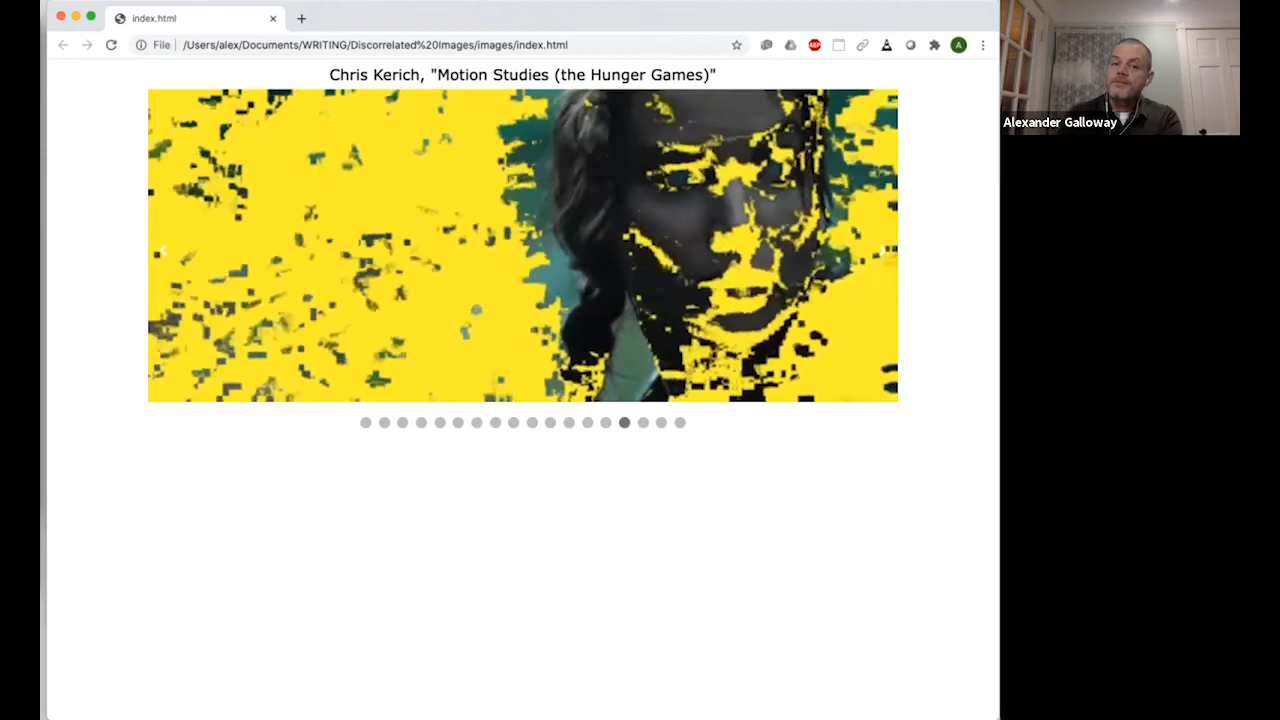 index.html
File
/Users/alex/Documents/WRITING/Discorrelated%20Images/images/index.html
ABP
A
Chris Kerich, "Motion Studies (the Hunger Games)"
Alexander Galloway